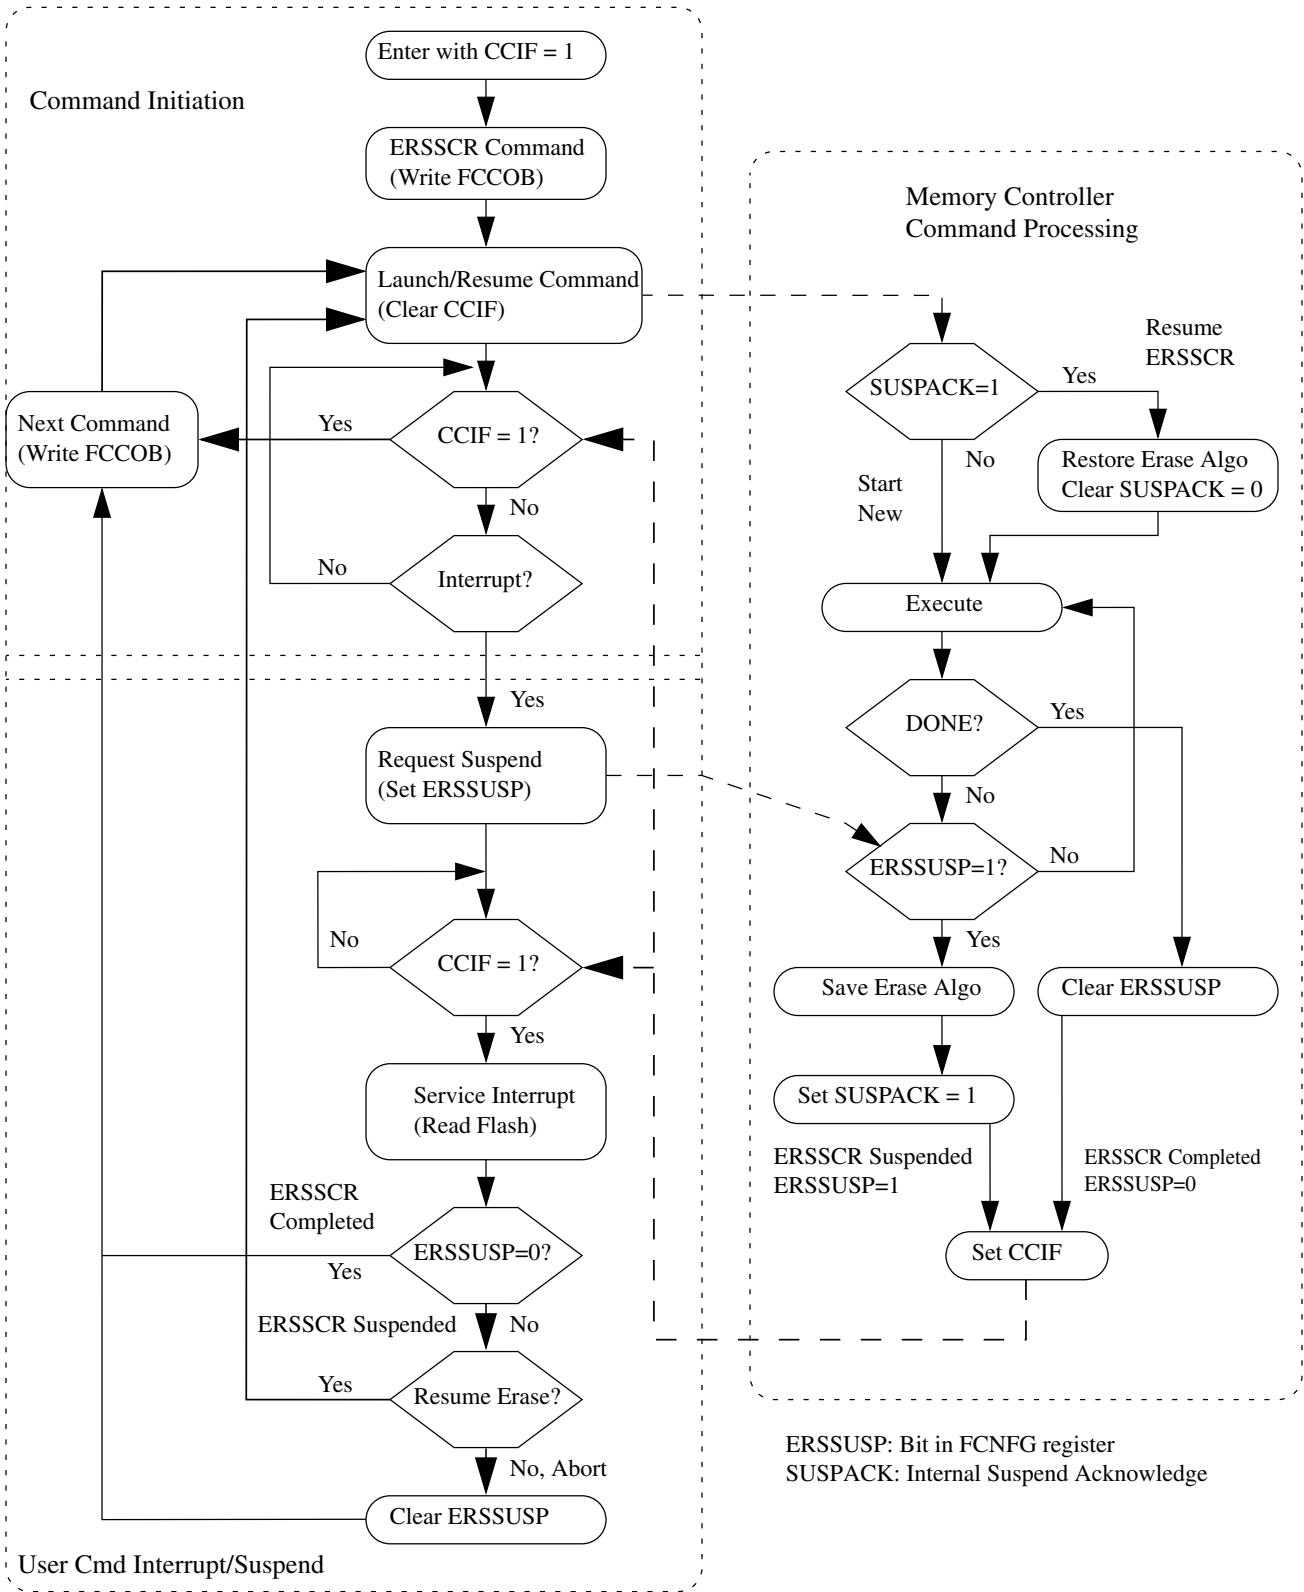 Enter with CCIF = 1
Command Initiation
ERSSCR Command
(Write FCCOB)
Memory Controller
Command Processing
Launch/Resume Command
(Clear CCIF)
Resume
ERSSCR
SUSPACK=1
Yes
Next Command
(Write FCCOB)
Yes
CCIF = 1?
No
Restore Erase Algo
Clear SUSPACK = 0
Start
New
No
No
Interrupt?
Execute
Yes
DONE?
Yes
Request Suspend
(Set ERSSUSP)
No
ERSSUSP=1?
No
No
CCIF = 1?
Yes
Save Erase Algo
Clear ERSSUSP
Yes
Service Interrupt
(Read Flash)
Set SUSPACK = 1
ERSSCR Suspended
ERSSUSP=1
ERSSCR Completed
ERSSUSP=0
ERSSCR
Completed
ERSSUSP=0?
Yes
Set CCIF
ERSSCR Suspended
No
Yes
Resume Erase?
ERSSUSP: Bit in FCNFG register
SUSPACK: Internal Suspend Acknowledge
No, Abort
Clear ERSSUSP
User Cmd Interrupt/Suspend